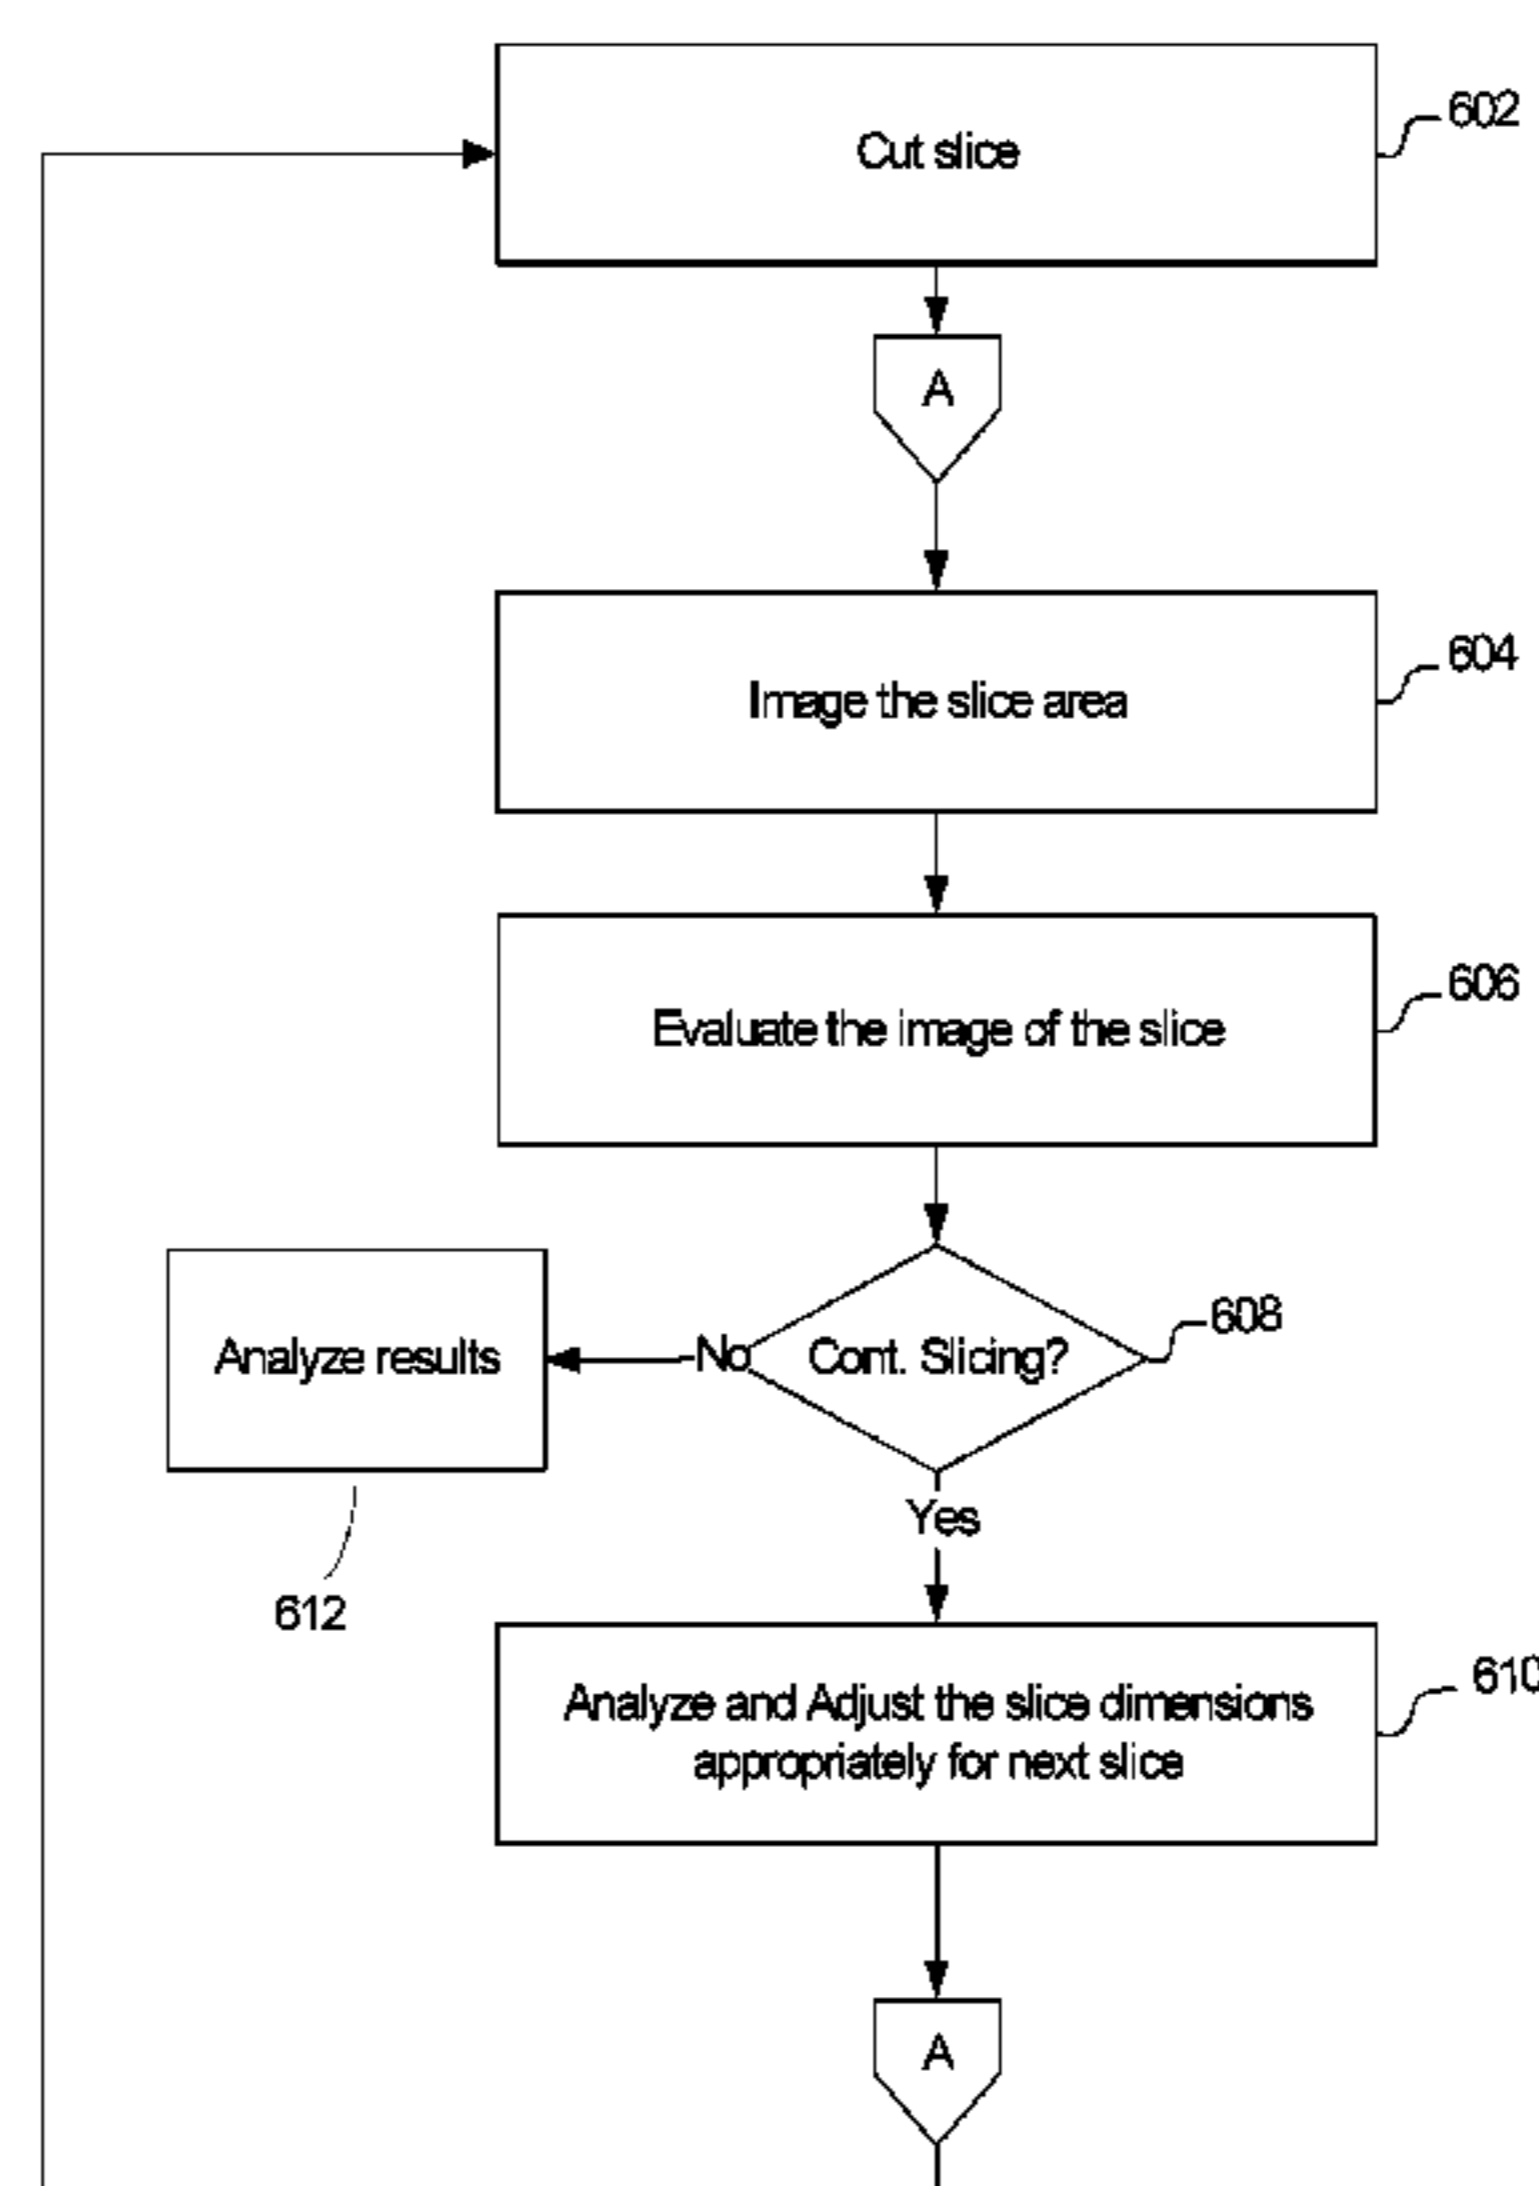 Cut slice
602
A
Image the slice area
604
Evaluate the image of the slice
606
Cont. Slicing?
608
No
Analyze results
612
Yes
Analyze and Adjust the slice dimensions
appropriately for next slice
610
A